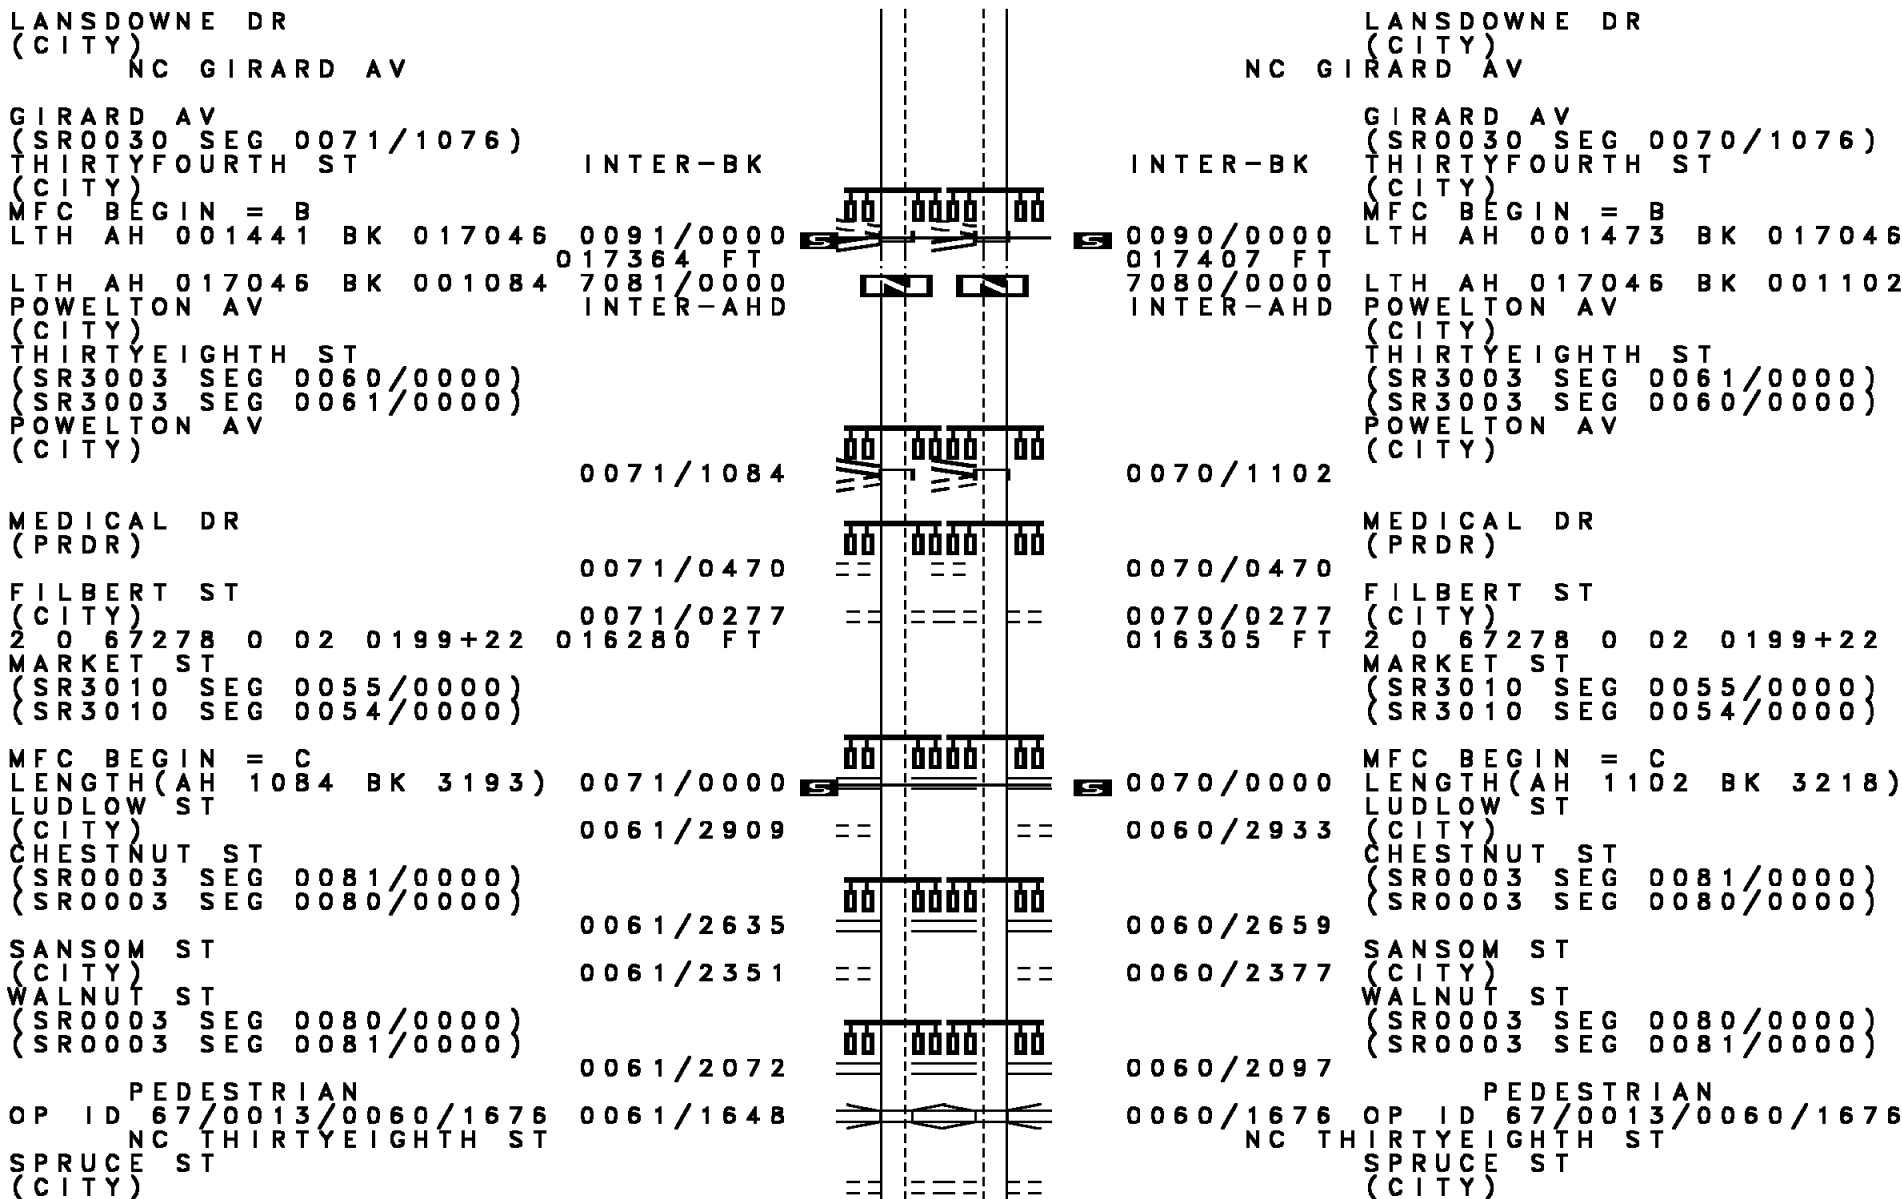 LANSDOWNE DR LANSDOWNE DR
(CITY) (CITY)
NC GIRARD AV NC GIRARD AV
GIRARD AV GIRARD AV
(SR0030 SEG 0071/1076) (SR0030 SEG 0070/1076)
THIRTYFOURTH ST INTER-BK INTER-BK THIRTYFOURTH ST
(CITY) (CITY)
MFC BEGIN = B MFC BEGIN = B
LTH AH 001441 BK 017046 0091/0000 S S 0090/0000 LTH AH 001473 BK 017046
017364 FT 017407 FT
LTH AH 017046 BK 001084 7081/0000 7080/0000 LTH AH 017046 BK 001102
POWELTON AV INTER-AHD INTER-AHD POWELTON AV
(CITY) (CITY)
THIRTYEIGHTH ST THIRTYEIGHTH ST
(SR3003 SEG 0060/0000) (SR3003 SEG 0061/0000)
(SR3003 SEG 0061/0000) (SR3003 SEG 0060/0000)
POWELTON AV POWELTON AV
(CITY) (CITY)
0071/1084 0070/1102
MEDICAL DR MEDICAL DR
(PRDR) (PRDR)
0071/0470 0070/0470
FILBERT ST FILBERT ST
(CITY) 0071/0277 0070/0277 (CITY)
2 0 67278 0 02 0199+22 016280 FT 016305 FT 2 0 67278 0 02 0199+22
MARKET ST MARKET ST
(SR3010 SEG 0055/0000) (SR3010 SEG 0055/0000)
(SR3010 SEG 0054/0000) (SR3010 SEG 0054/0000)
MFC BEGIN = C MFC BEGIN = C
LENGTH(AH 1084 BK 3193) 0071/0000 S S 0070/0000 LENGTH(AH 1102 BK 3218)
LUDLOW ST LUDLOW ST
(CITY) 0061/2909 0060/2933 (CITY)
CHESTNUT ST CHESTNUT ST
(SR0003 SEG 0081/0000) (SR0003 SEG 0081/0000)
(SR0003 SEG 0080/0000) (SR0003 SEG 0080/0000)
0061/2635 0060/2659
SANSOM ST SANSOM ST
(CITY) 0061/2351 0060/2377 (CITY)
WALNUT ST WALNUT ST
(SR0003 SEG 0080/0000) (SR0003 SEG 0080/0000)
(SR0003 SEG 0081/0000) (SR0003 SEG 0081/0000)
0061/2072 0060/2097
PEDESTRIAN PEDESTRIAN
OP ID 67/0013/0060/1676 0061/1648 0060/1676 OP ID 67/0013/0060/1676
NC THIRTYEIGHTH ST NC THIRTYEIGHTH ST
SPRUCE ST SPRUCE ST
(CITY) (CITY)